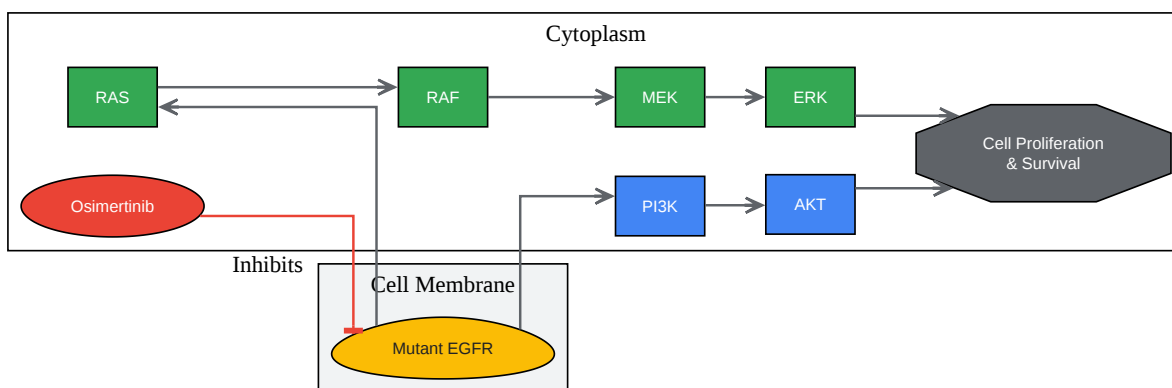 Cytoplasm
RAS
RAF
MEK
ERK
Cell Proliferation
& Survival
Osimertinib
PI3K
AKT
Inhibits
Cell Membrane
Mutant EGFR